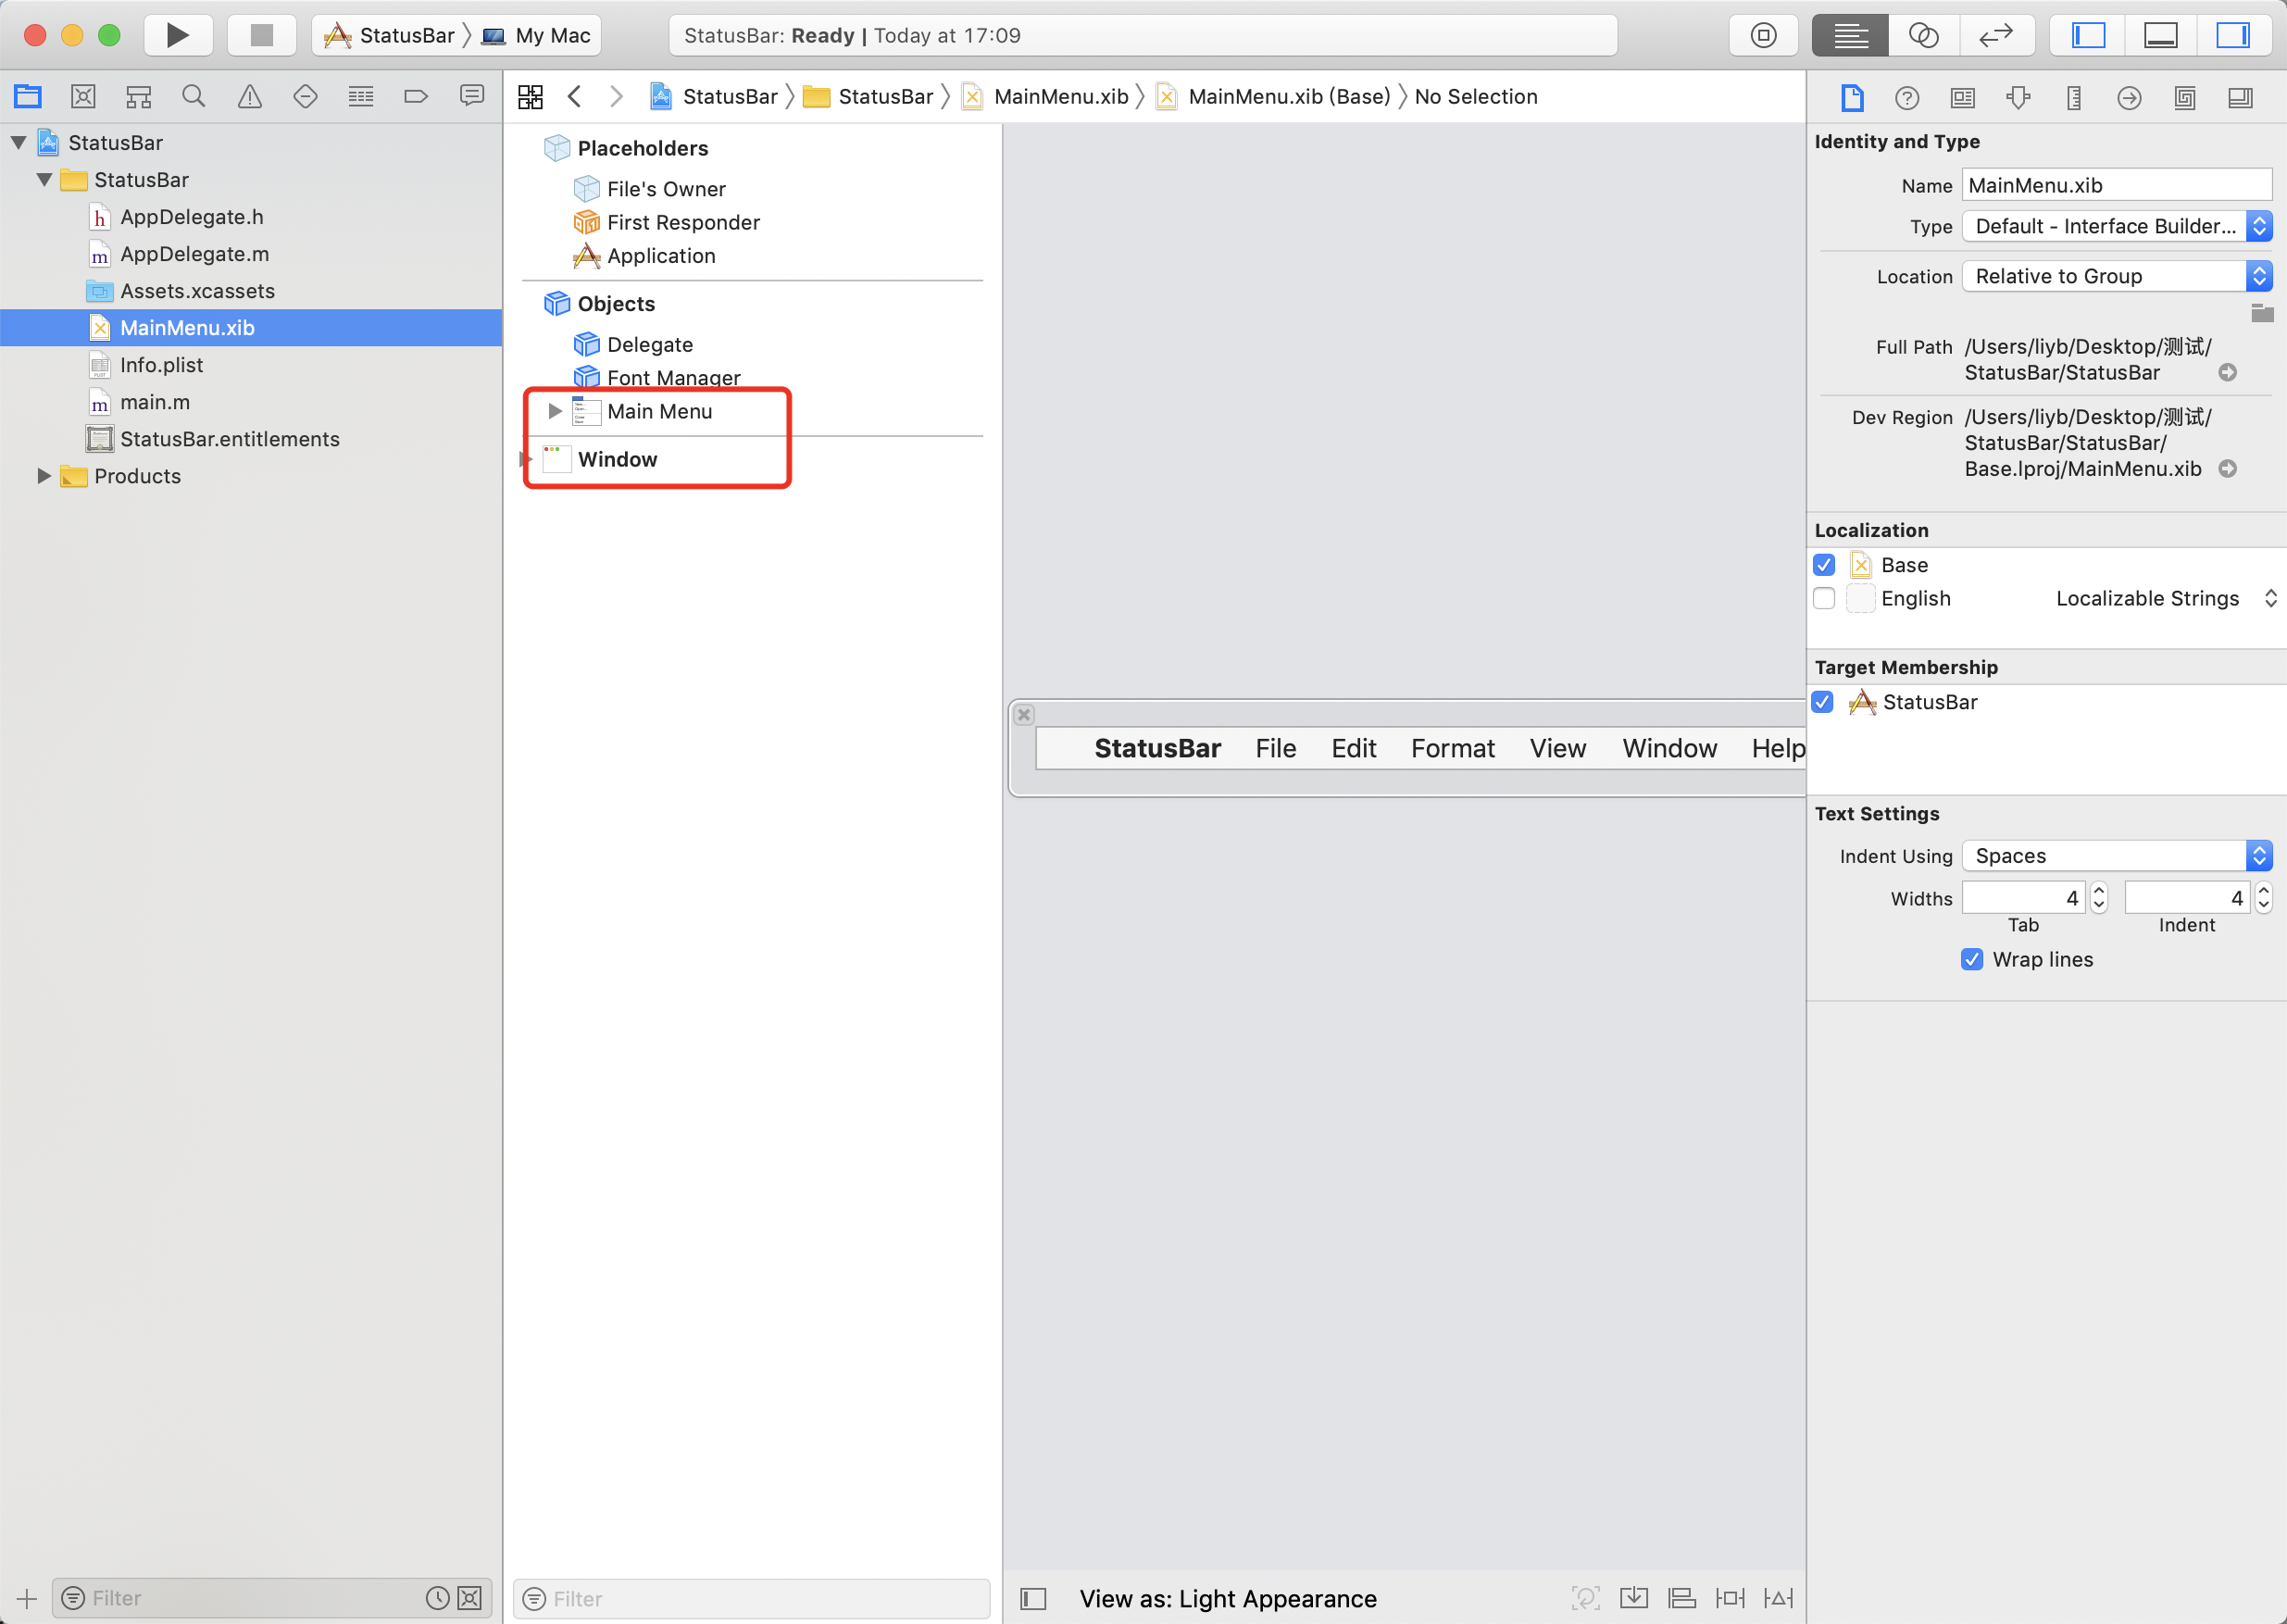 StatusBar My Mac
StatusBar: Ready | Today at 17:09
StatusBar StatusBar MainMenu.xib MainMenu.xib (Base) No Selection
StatusBar
StatusBar
AppDelegate.h
AppDelegate.m
Assets.xcassets
MainMenu.xib
Info.plist
main.m
StatusBar.entitlements
Products
Filter
Placeholders
File's Owner
First Responder
Application
Objects
Delegate
Font Manager
Main Menu
Window
Filter
StatusBar File Edit Format View Window Help
View as: Light Appearance
Identity and Type
Name MainMenu.xib
Type Default - Interface Builder...
Location Relative to Group
Full Path /Users/liyb/Desktop/测试/
StatusBar/StatusBar
Dev Region /Users/liyb/Desktop/测试/
StatusBar/StatusBar/
Base.lproj/MainMenu.xib
Localization
Base
English Localizable Strings
Target Membership
StatusBar
Text Settings
Indent Using Spaces
Widths 4 4
Tab Indent
Wrap lines